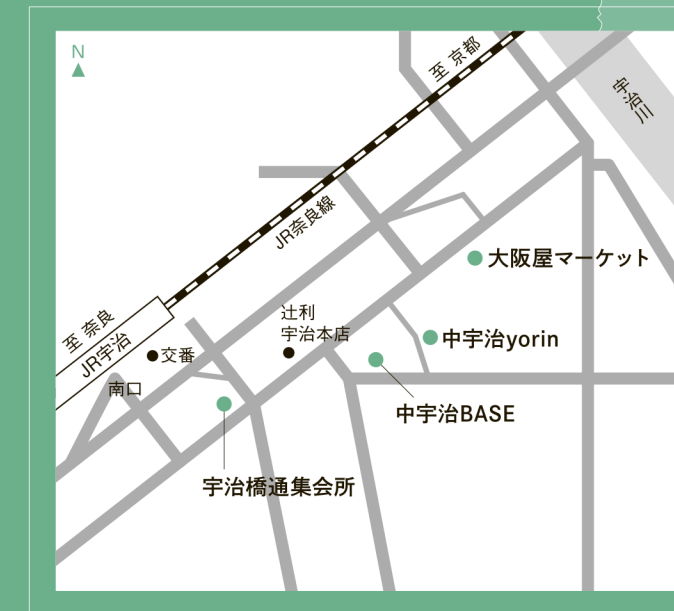 N
至 京都
宇治川
JR奈良線
大阪屋マーケット
至 奈良
JR宇治
辻利
宇治本店
交番
中宇治yorin
南口
中宇治BASE
宇治橋通集会所